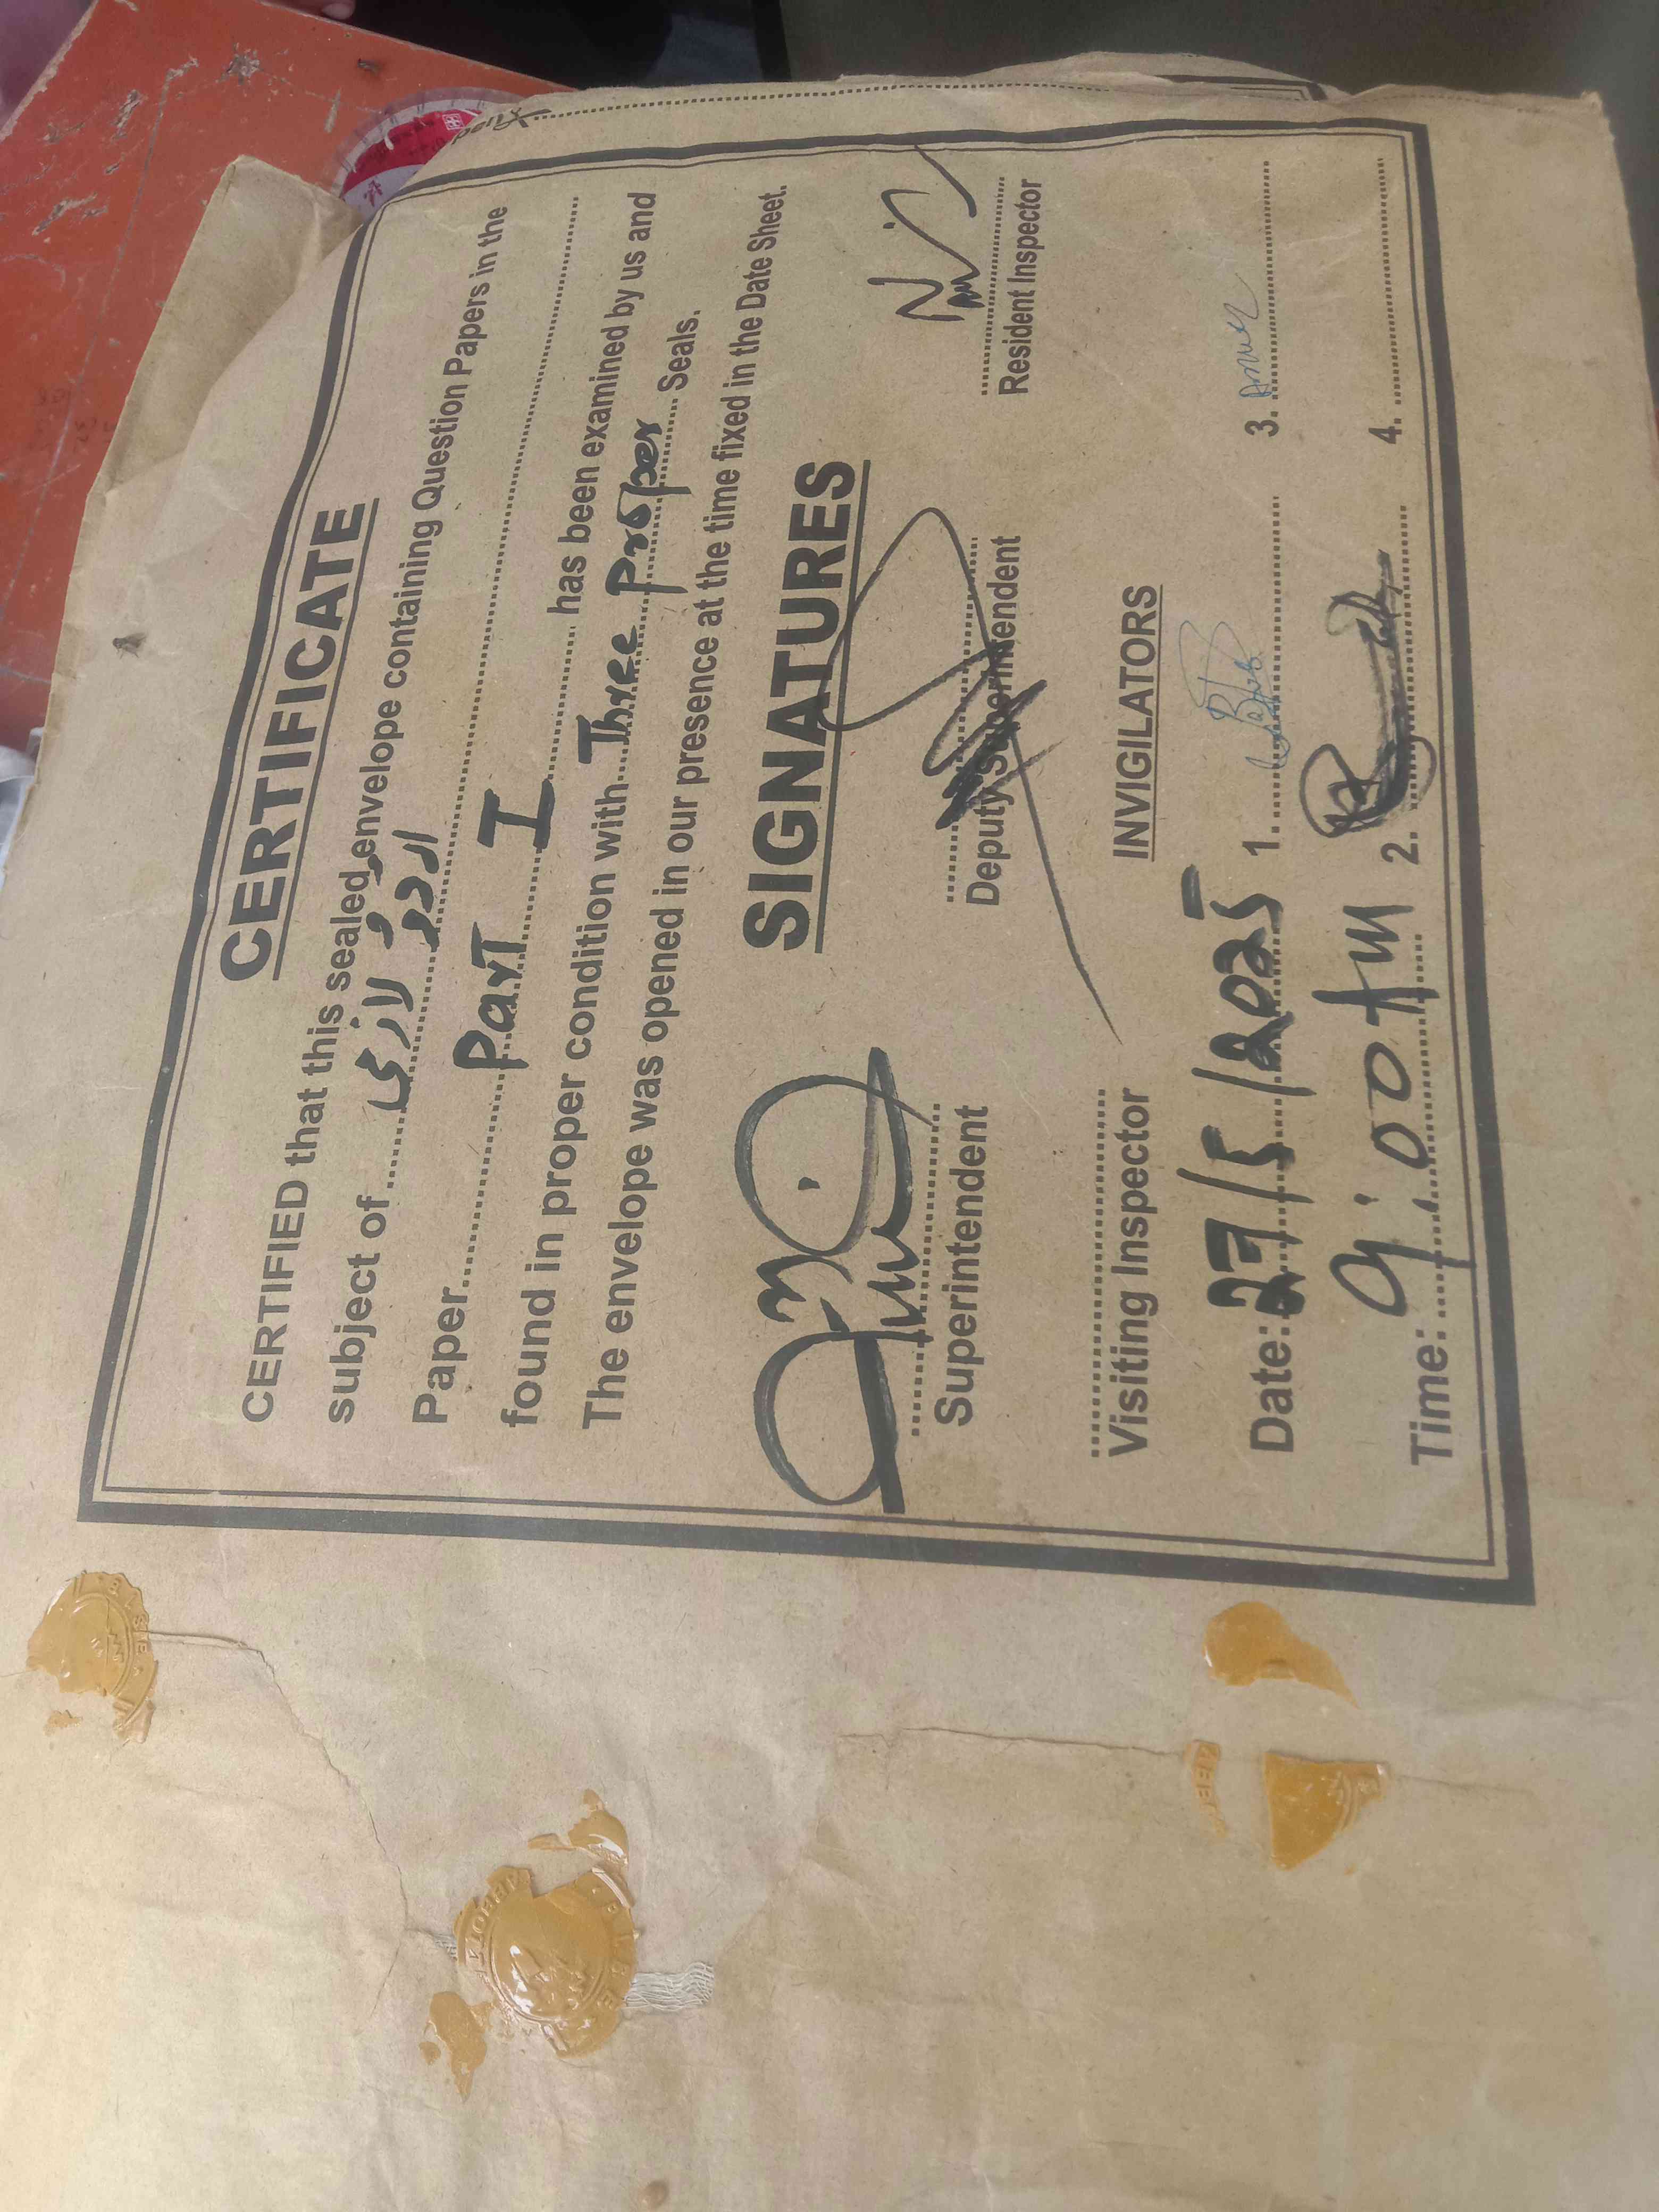 CERTIFICATE
CERTIFIED that this sealed envelope containing Question Papers in the
subject of اردو لازمی
Paper Part I has been examined by us and
found in proper condition with Three Proper Seals.
The envelope was opened in our presence at the time fixed in the Date Sheet.
SIGNATURES
Superintendent
Deputy Superintendent
Resident Inspector
Visiting Inspector
INVIGILATORS
Date: 27/5/2025
1.
3.
Time: 9:00 Am
2.
4.